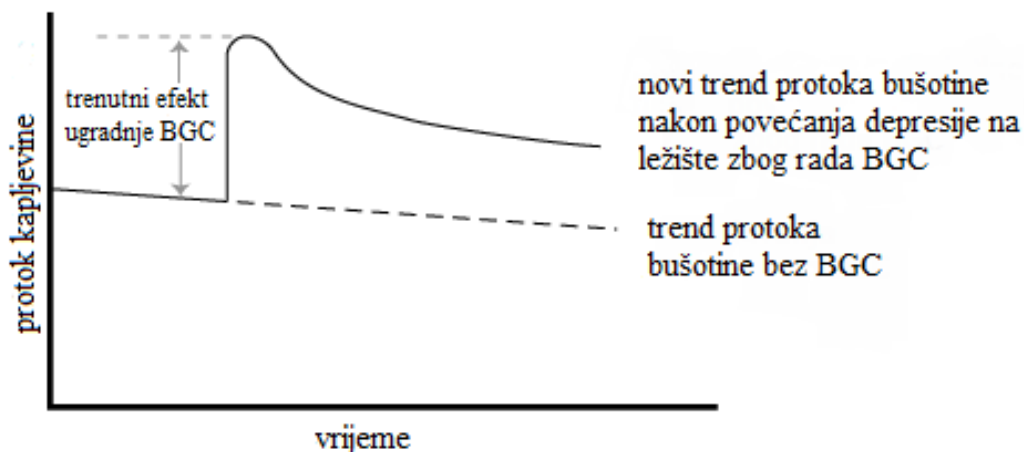 protok kapljevine
trenutni efekt
ugradnje BGC
novi trend protoka bušotine
nakon povećanja depresije na
ležište zbog rada BGC
trend protoka
bušotine bez BGC
vrijeme